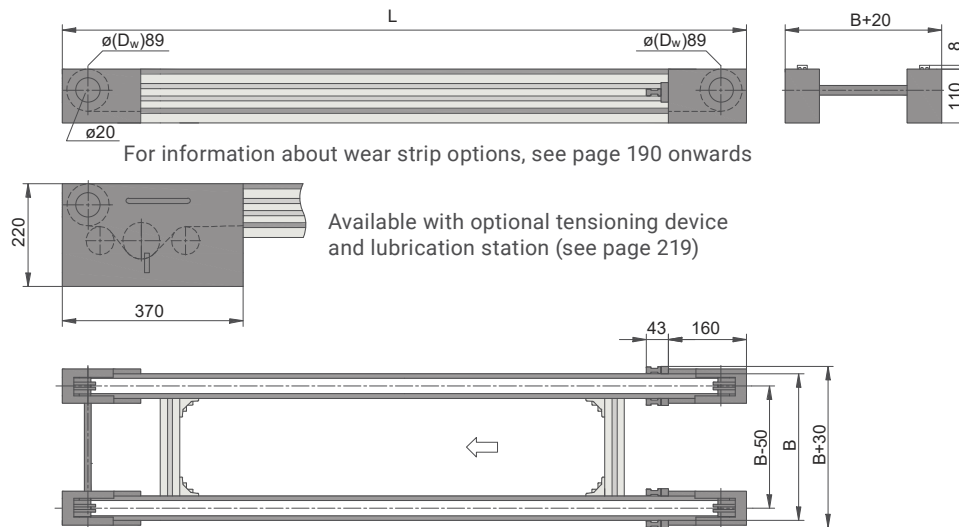 L
B+20
ø(Dw)89
ø(Dw)89
8
110
ø20
For information about wear strip options, see page 190 onwards
220
Available with optional tensioning device
and lubrication station (see page 219)
370
43
160
B-50
B
B+30